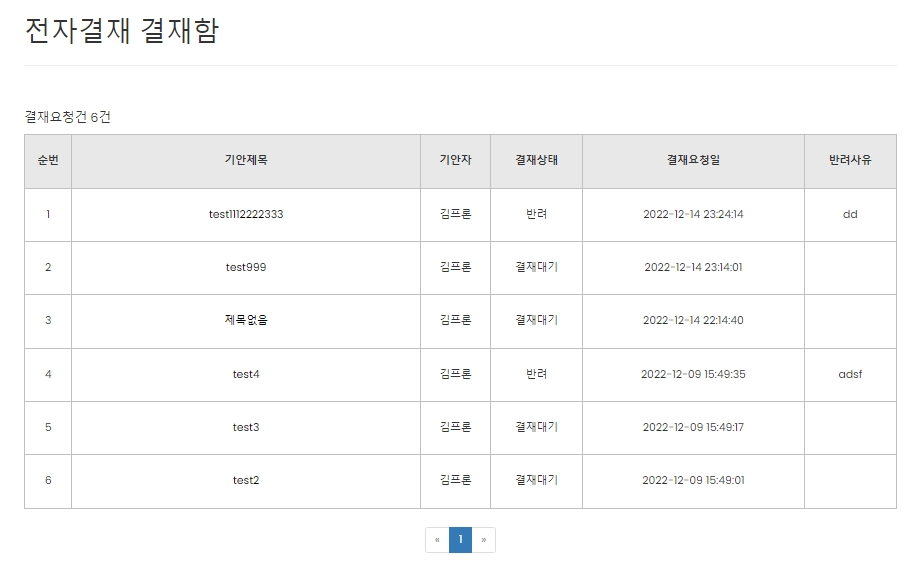 전자결재 결재함
결재요청건 6건
순번 기안제목 기안자 결재상태 결재요청일 반려사유
1 test1112222333 김프론 반려 2022-12-14 23:24:14 dd
2 test999 김프론 결재대기 2022-12-14 23:14:01
3 제목없음 김프론 결재대기 2022-12-14 22:14:40
4 test4 김프론 반려 2022-12-09 15:49:35 adsf
5 test3 김프론 결재대기 2022-12-09 15:49:17
6 test2 김프론 결재대기 2022-12-09 15:49:01
« 1 »